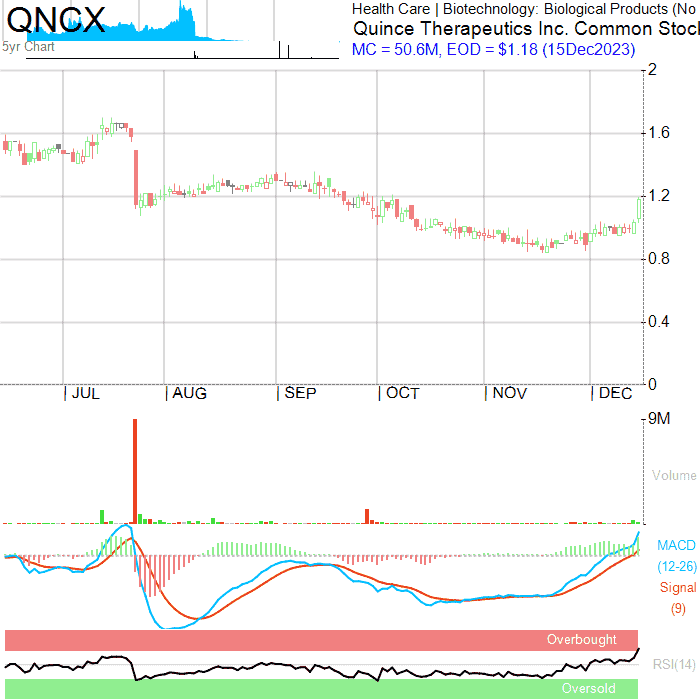 QNCX
Health Care | Biotechnology: Biological Products (No
Quince Therapeutics Inc. Common Stoc
5yr Chart
MC = 50.6M, EOD = $1.18 (15Dec2023)
2
1.6
1.2
0.8
0.4
0
JUL
AUG
SEP
OCT
NOV
DEC
9M
Volume
MACD
(12-26)
Signal
(9)
Overbought
RSI(14)
Oversold